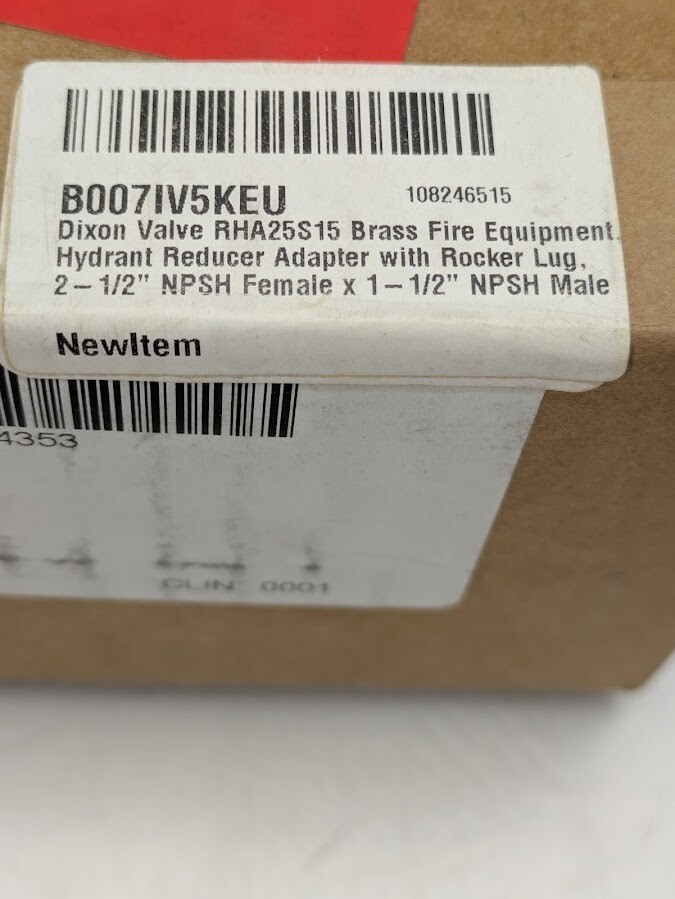 B007IV5KEU
108246515
Dixon Valve RHA25S15 Brass Fire Equipment,
Hydrant Reducer Adapter with Rocker Lug,
2-1/2" NPSH Female x 1-1/2" NPSH Male
NewItem
4353
CLIN 0001